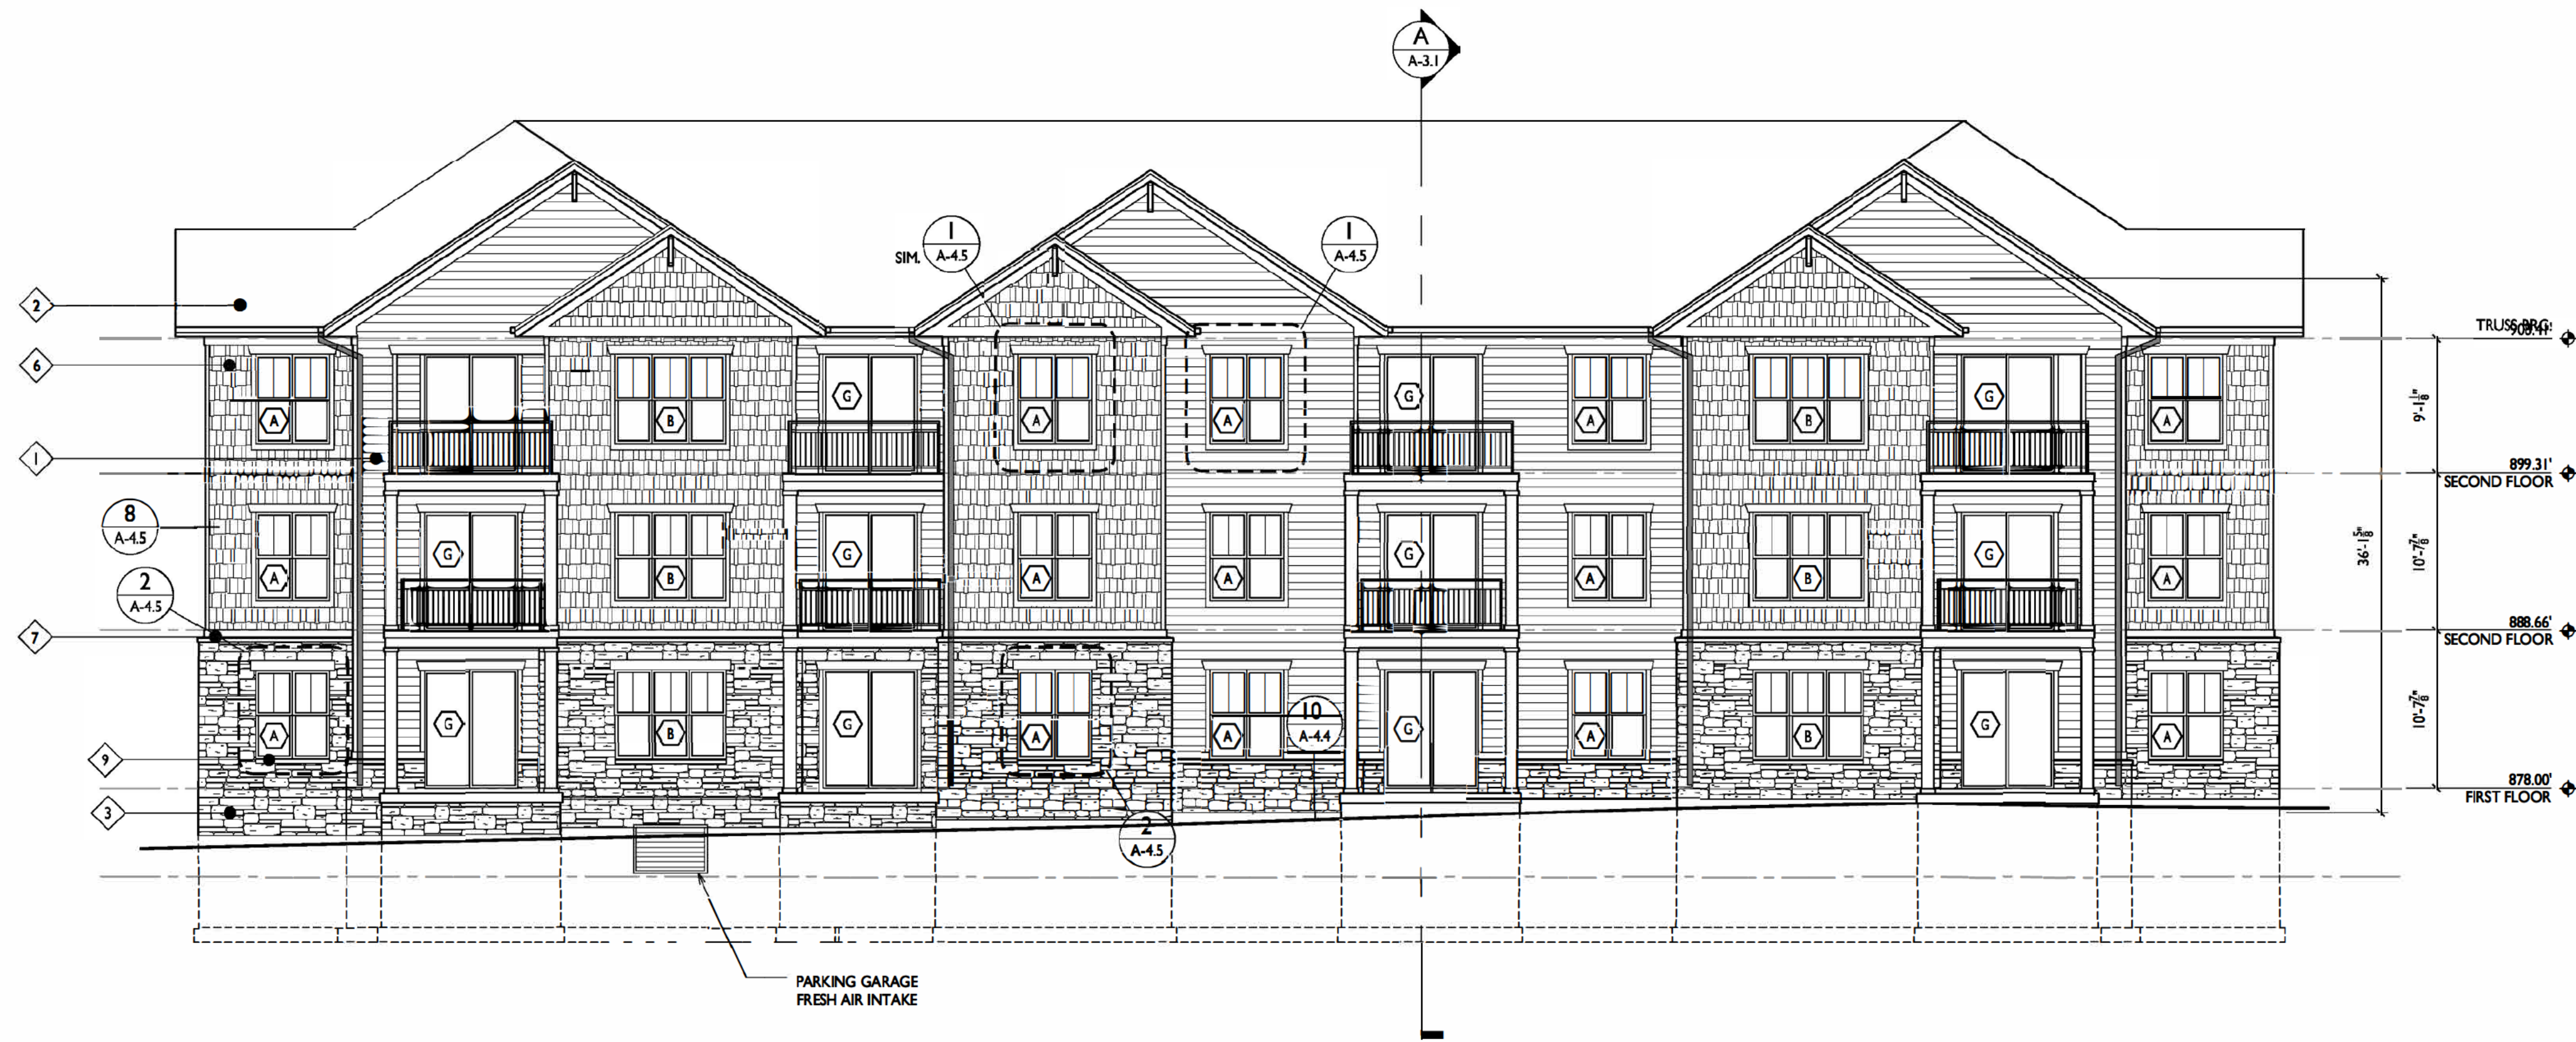 A
A-3.1
1
A-4.5
SIM.
1
A-4.5
2
TRUSS BRG.
6
A
B
G
A
A
G
A
B
G
A
9'-1 1/8"
1
899.31'
SECOND FLOOR
8
A-4.5
36'-1 5/8"
10'-7 7/8"
A
G
B
G
A
A
G
A
B
G
A
2
A-4.5
888.66'
SECOND FLOOR
7
10'-7 7/8"
A
G
B
G
A
A
10
A-4.4
G
A
B
G
A
9
878.00'
FIRST FLOOR
3
2
A-4.5
PARKING GARAGE
FRESH AIR INTAKE